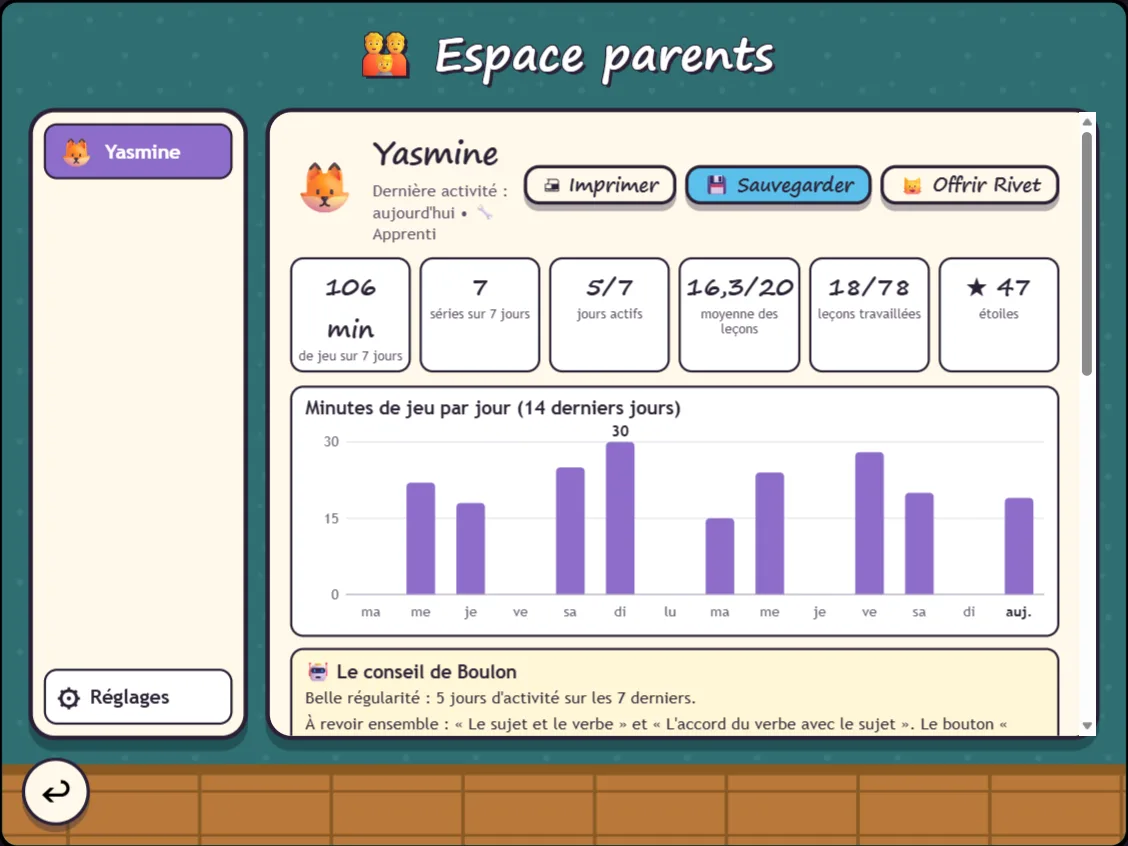 Espace parents
Yasmine
Réglages
Yasmine
Dernière activité :
aujourd'hui •
Apprenti
Imprimer
Sauvegarder
Offrir Rivet
106
min
de jeu sur 7 jours
7
séries sur 7 jours
5/7
jours actifs
16,3/20
moyenne des
leçons
18/78
leçons travaillées
★ 47
étoiles
Minutes de jeu par jour (14 derniers jours)
30
30
15
0
ma me je ve sa di lu ma me je ve sa di auj.
Le conseil de Boulon
Belle régularité : 5 jours d'activité sur les 7 derniers.
À revoir ensemble : « Le sujet et le verbe » et « L'accord du verbe avec le sujet ». Le bouton «